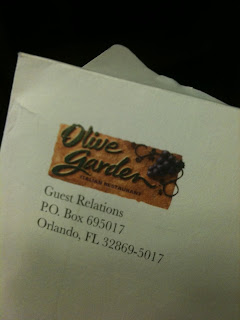 Olive
Garden
ITALIAN RESTAURANT
Guest Relations
P.O. Box 695017
Orlando, FL 32869-5017